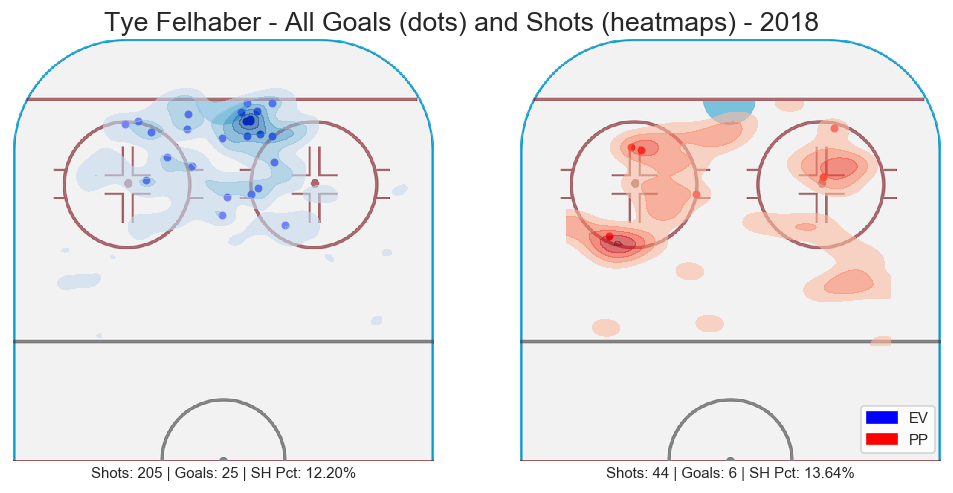 Tye Felhaber - All Goals (dots) and Shots (heatmaps) - 2018
EV
PP
Shots: 205 | Goals: 25 | SH Pct: 12.20%
Shots: 44 | Goals: 6 | SH Pct: 13.64%